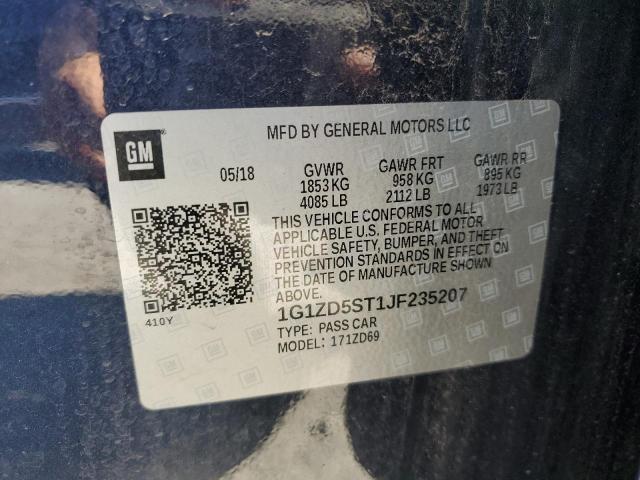 MFD BY GENERAL MOTORS LLC
GM
05/18
GVWR GAWR FRT GAWR RR
1853 KG 958 KG 895 KG
4085 LB 2112 LB 1973 LB
THIS VEHICLE CONFORMS TO ALL
APPLICABLE U.S. FEDERAL MOTOR
VEHICLE SAFETY, BUMPER, AND THEFT
PREVENTION STANDARDS IN EFFECT ON
THE DATE OF MANUFACTURE SHOWN
ABOVE.
410Y
1G1ZD5ST1JF235207
TYPE: PASS CAR
MODEL: 171ZD69